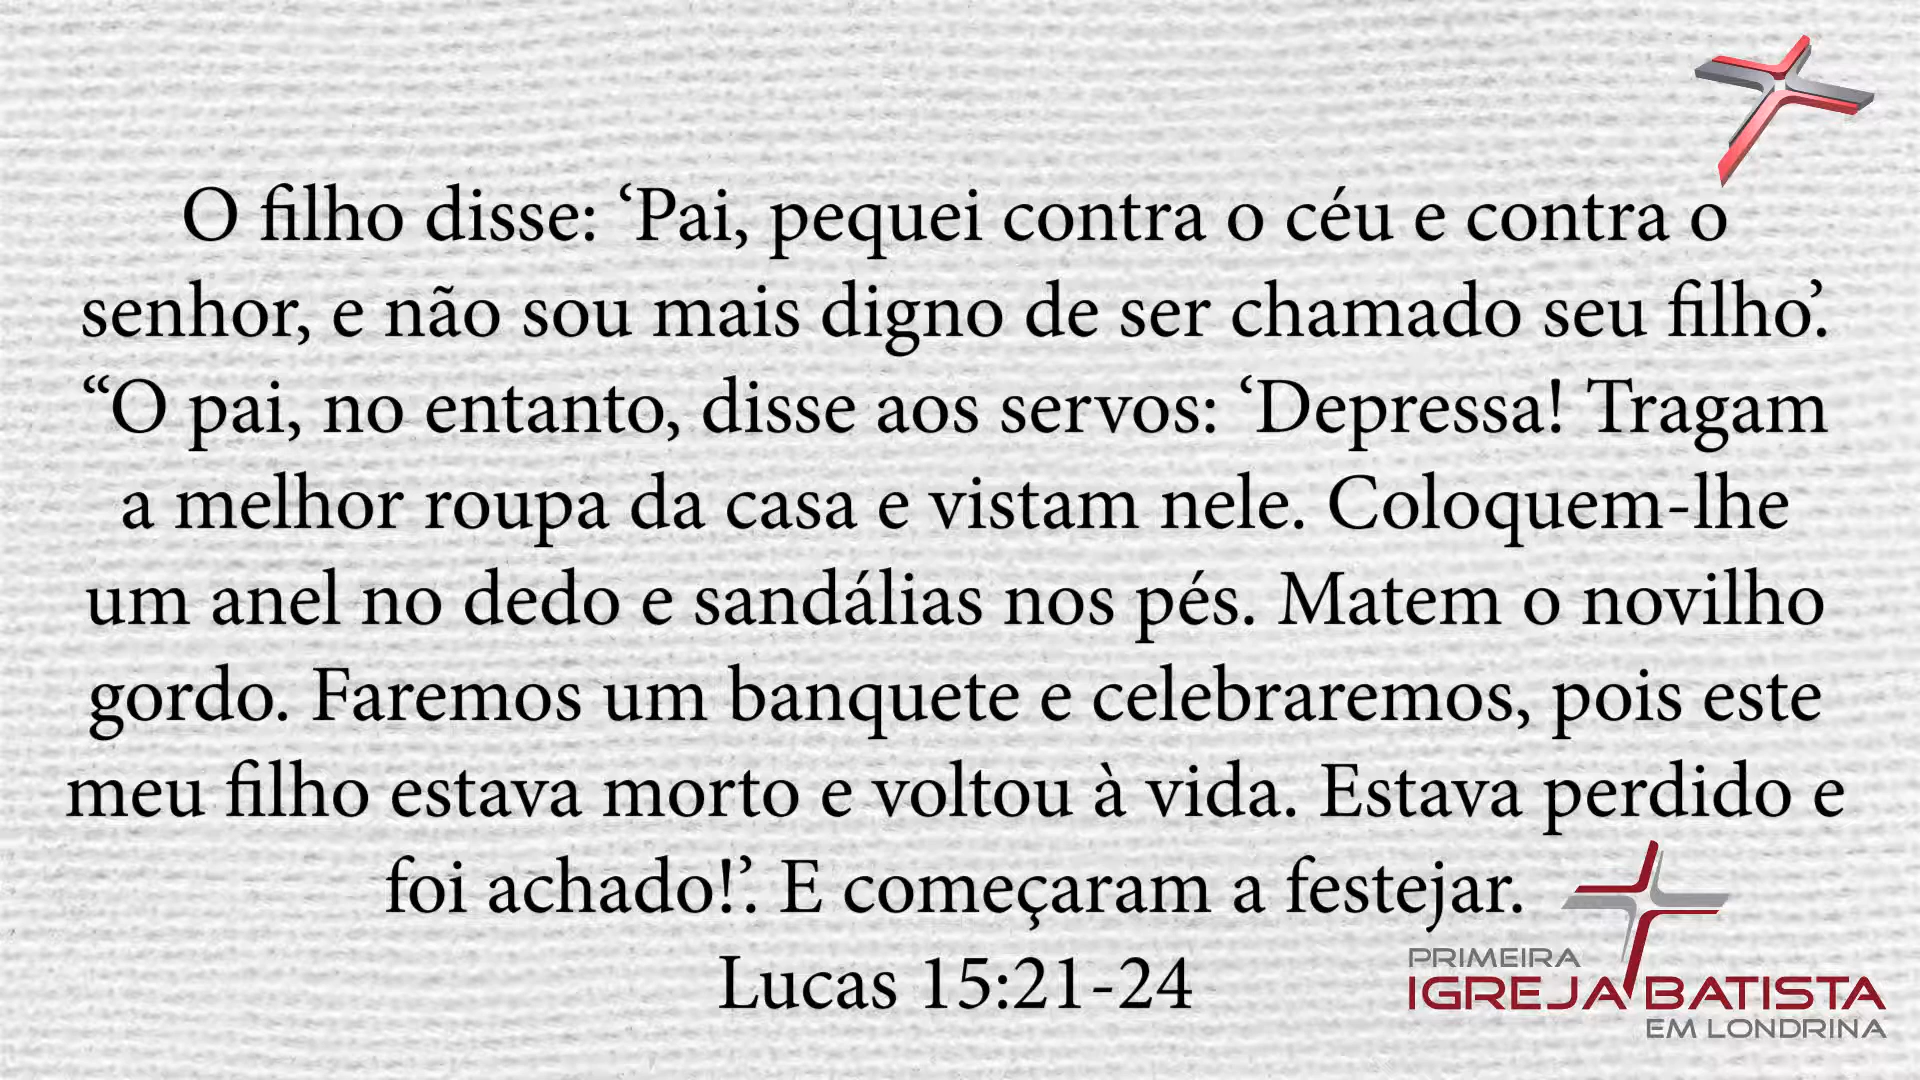 O filho disse: ‘Pai, pequei contra o céu e contra o
senhor, e não sou mais digno de ser chamado seu filho’.
“O pai, no entanto, disse aos servos: ‘Depressa! Tragam
a melhor roupa da casa e vistam nele. Coloquem-lhe
um anel no dedo e sandálias nos pés. Matem o novilho
gordo. Faremos um banquete e celebraremos, pois este
meu filho estava morto e voltou à vida. Estava perdido e
foi achado!’. E começaram a festejar.
Lucas 15:21-24
PRIMEIRA
IGREJA BATISTA
EM LONDRINA